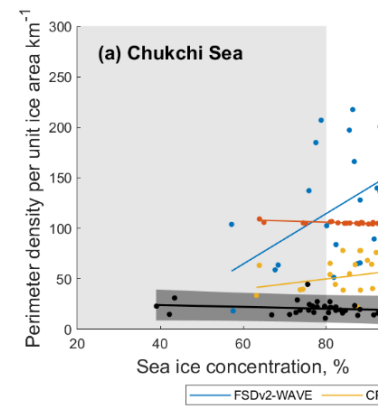 (a) Chukchi Sea
Perimeter density per unit ice area km⁻¹
300
250
200
150
100
50
0
20
40
60
80
Sea ice concentration, %
FSDv2-WAVE